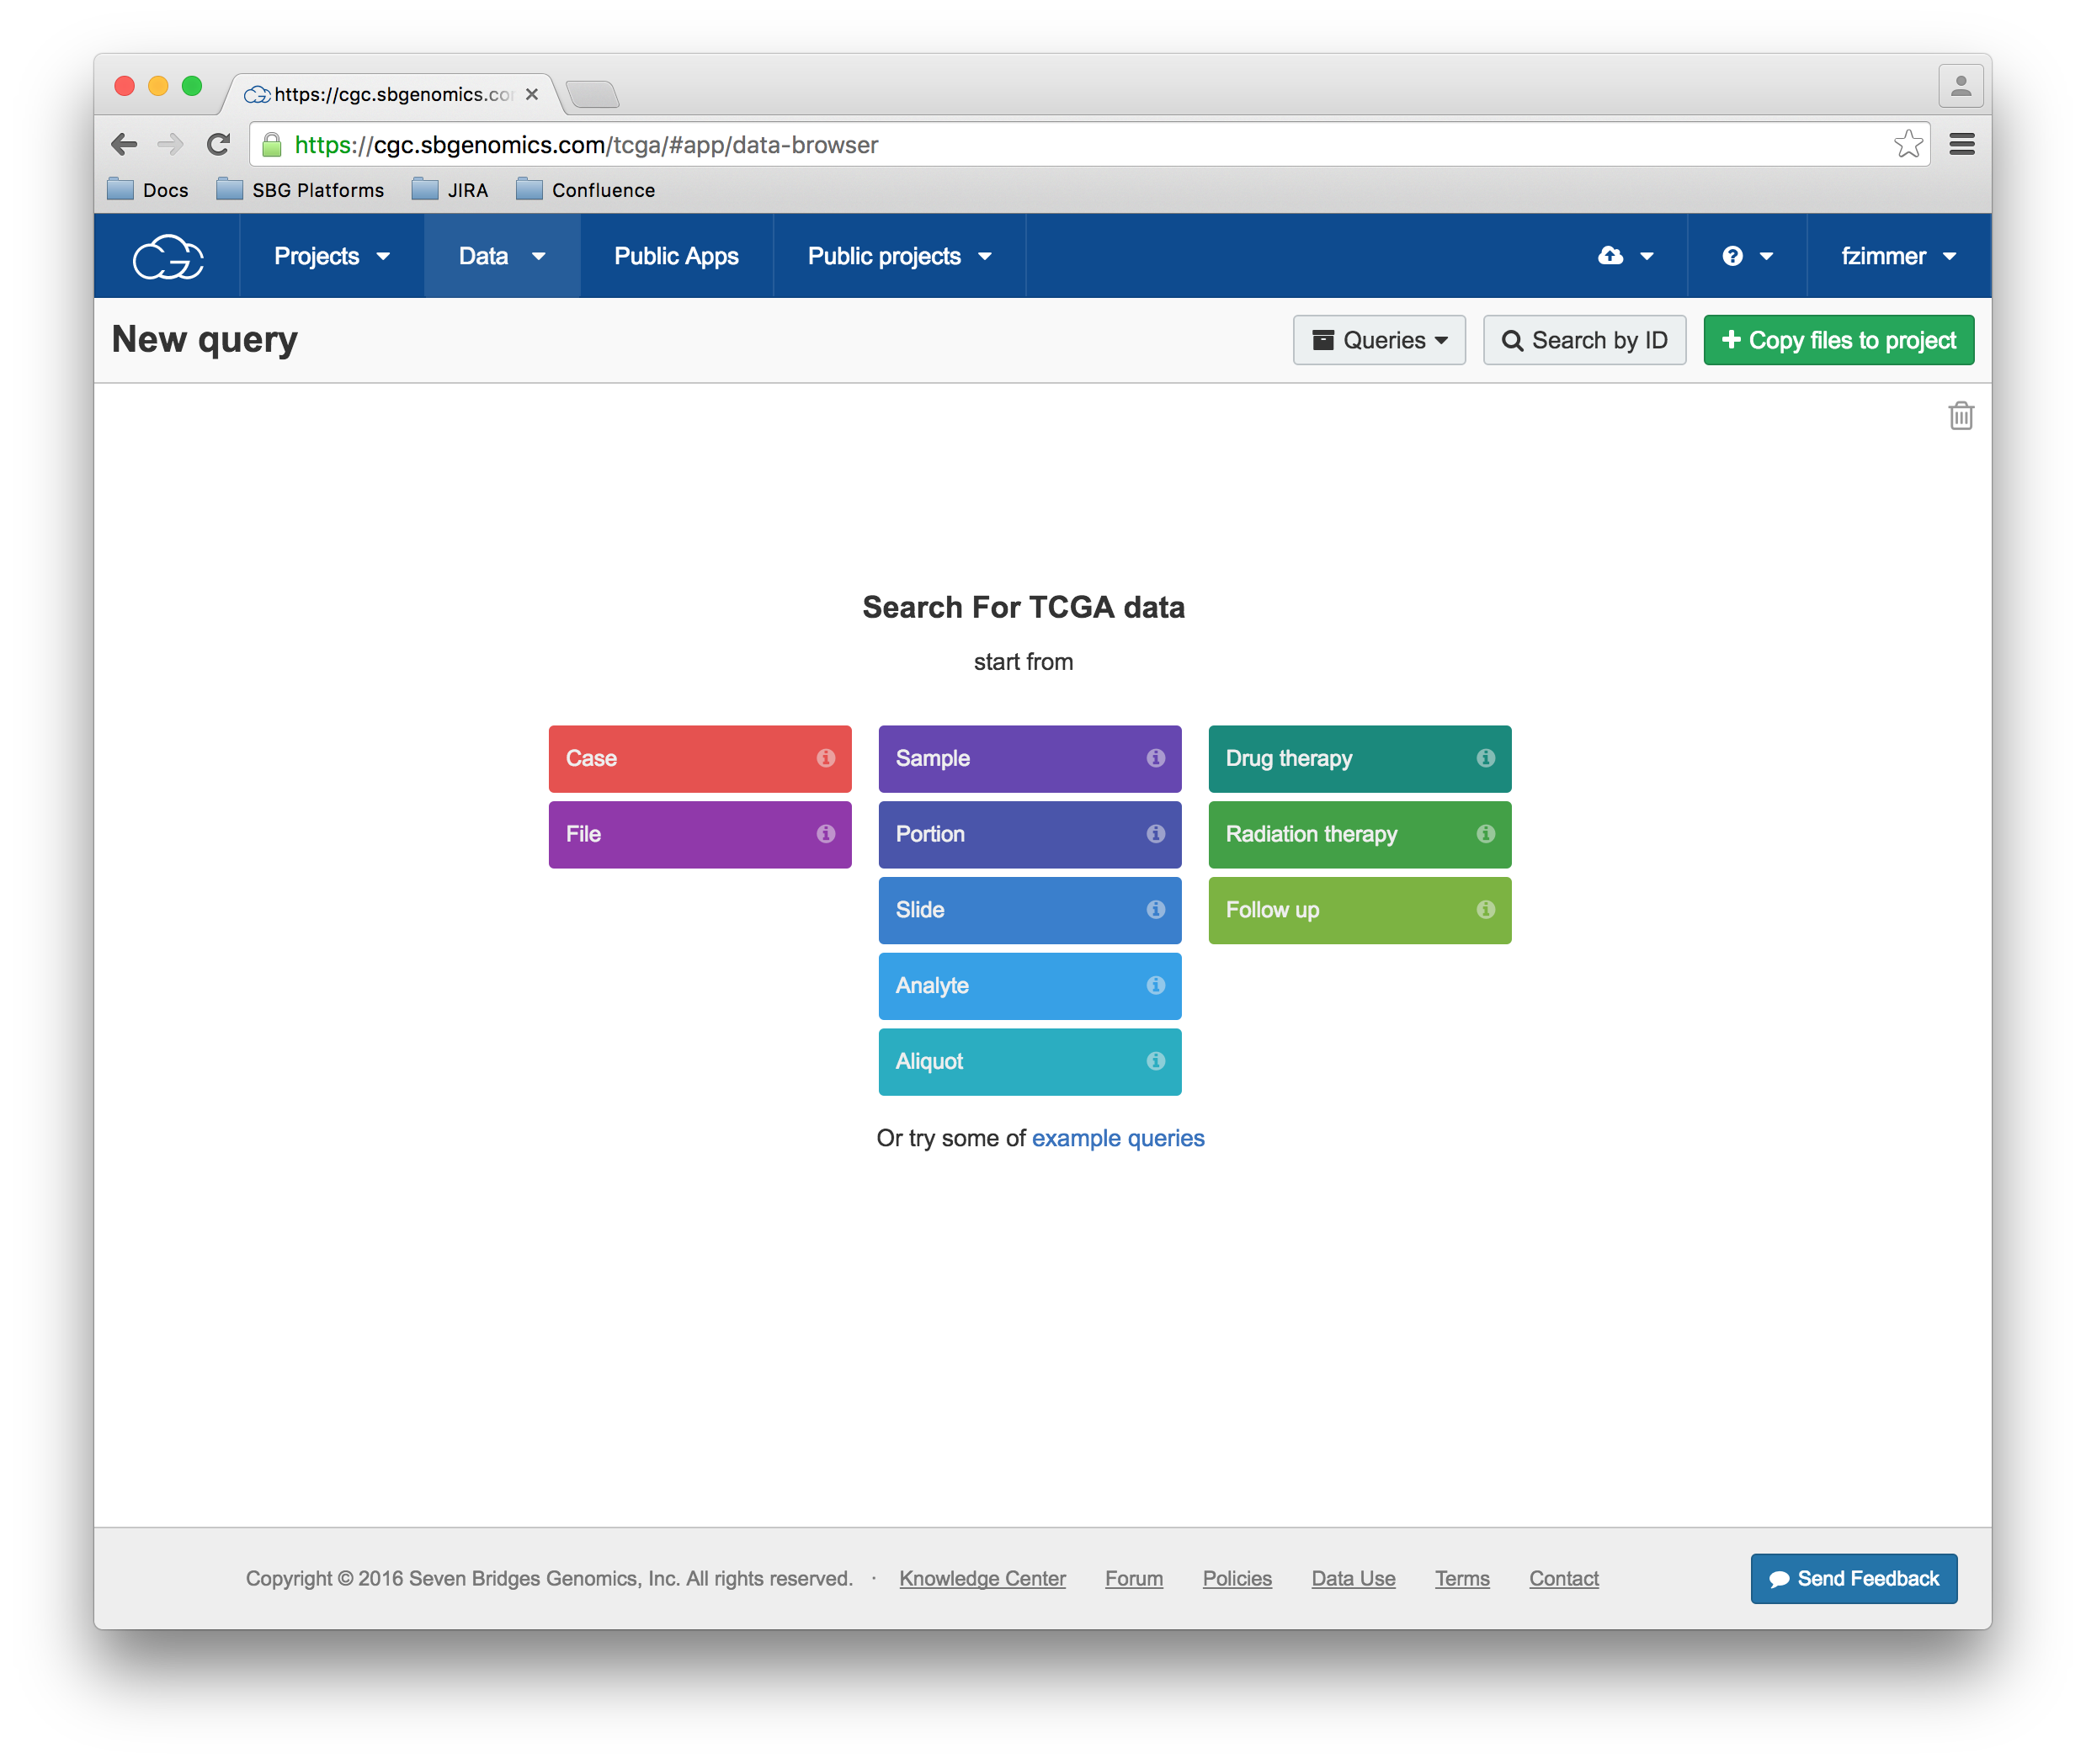 https://cgc.sbgenomics.co
https://cgc.sbgenomics.com/tcga/#app/data-browser
Docs SBG Platforms JIRA Confluence
Projects Data Public Apps Public projects fzimmer
New query Queries Search by ID Copy files to project
Search For TCGA data
start from
Case Sample Drug therapy
File Portion Radiation therapy
Slide Follow up
Analyte
Aliquot
Or try some of example queries
Copyright © 2016 Seven Bridges Genomics, Inc. All rights reserved. · Knowledge Center Forum Policies Data Use Terms Contact Send Feedback